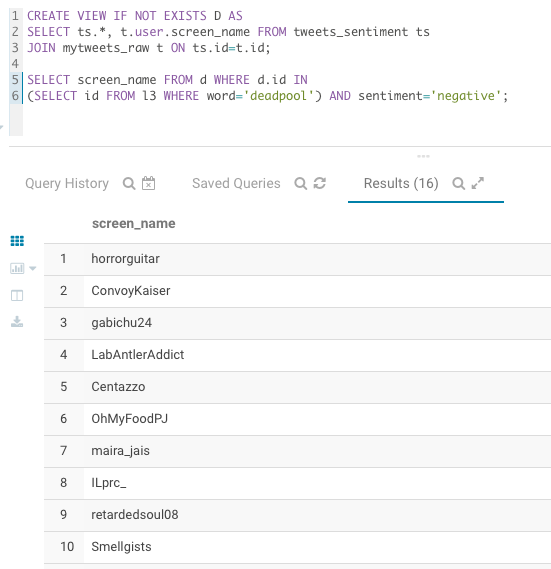 1 CREATE VIEW IF NOT EXISTS D AS
2 SELECT ts.*, t.user.screen_name FROM tweets_sentiment ts
3 JOIN mytweets_raw t ON ts.id=t.id;
4
5 SELECT screen_name FROM d WHERE d.id IN
6 (SELECT id FROM l3 WHERE word='deadpool') AND sentiment='negative';
Query History Saved Queries Results (16)
screen_name
1 horrorguitar
2 ConvoyKaiser
3 gabichu24
4 LabAntlerAddict
5 Centazzo
6 OhMyFoodPJ
7 maira_jais
8 ILprc_
9 retardedsoul08
10 Smellgists